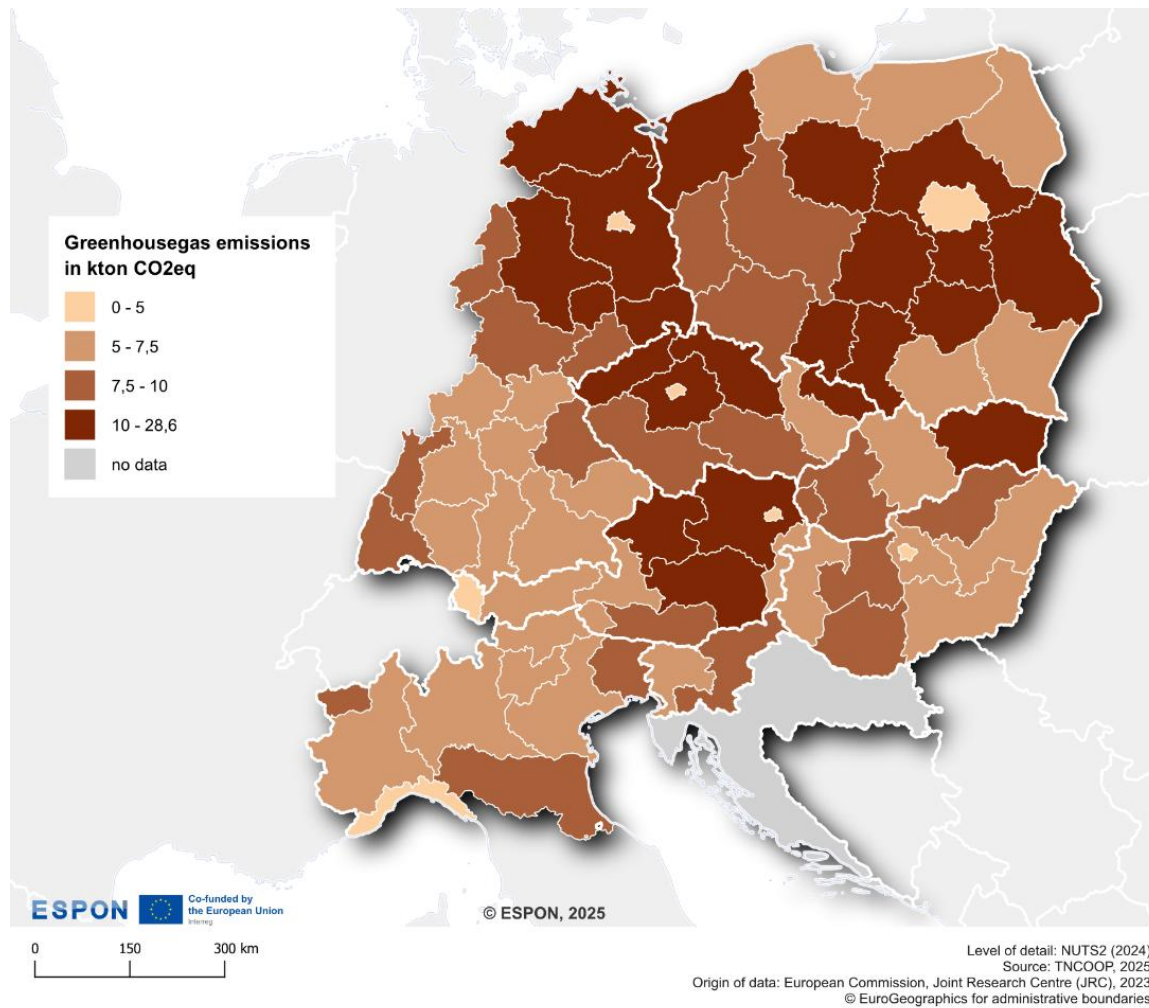 Greenhousegas emissions
in kton CO2eq
0 - 5
5 - 7,5
7,5 - 10
10 - 28,6
no data
ESPON
Co-funded by
the European Union
Interreg
© ESPON, 2025
0 150 300 km
Level of detail: NUTS2 (2024)
Source: TNCOOP, 2025
Origin of data: European Commission, Joint Research Centre (JRC), 2023
© EuroGeographics for administrative boundaries